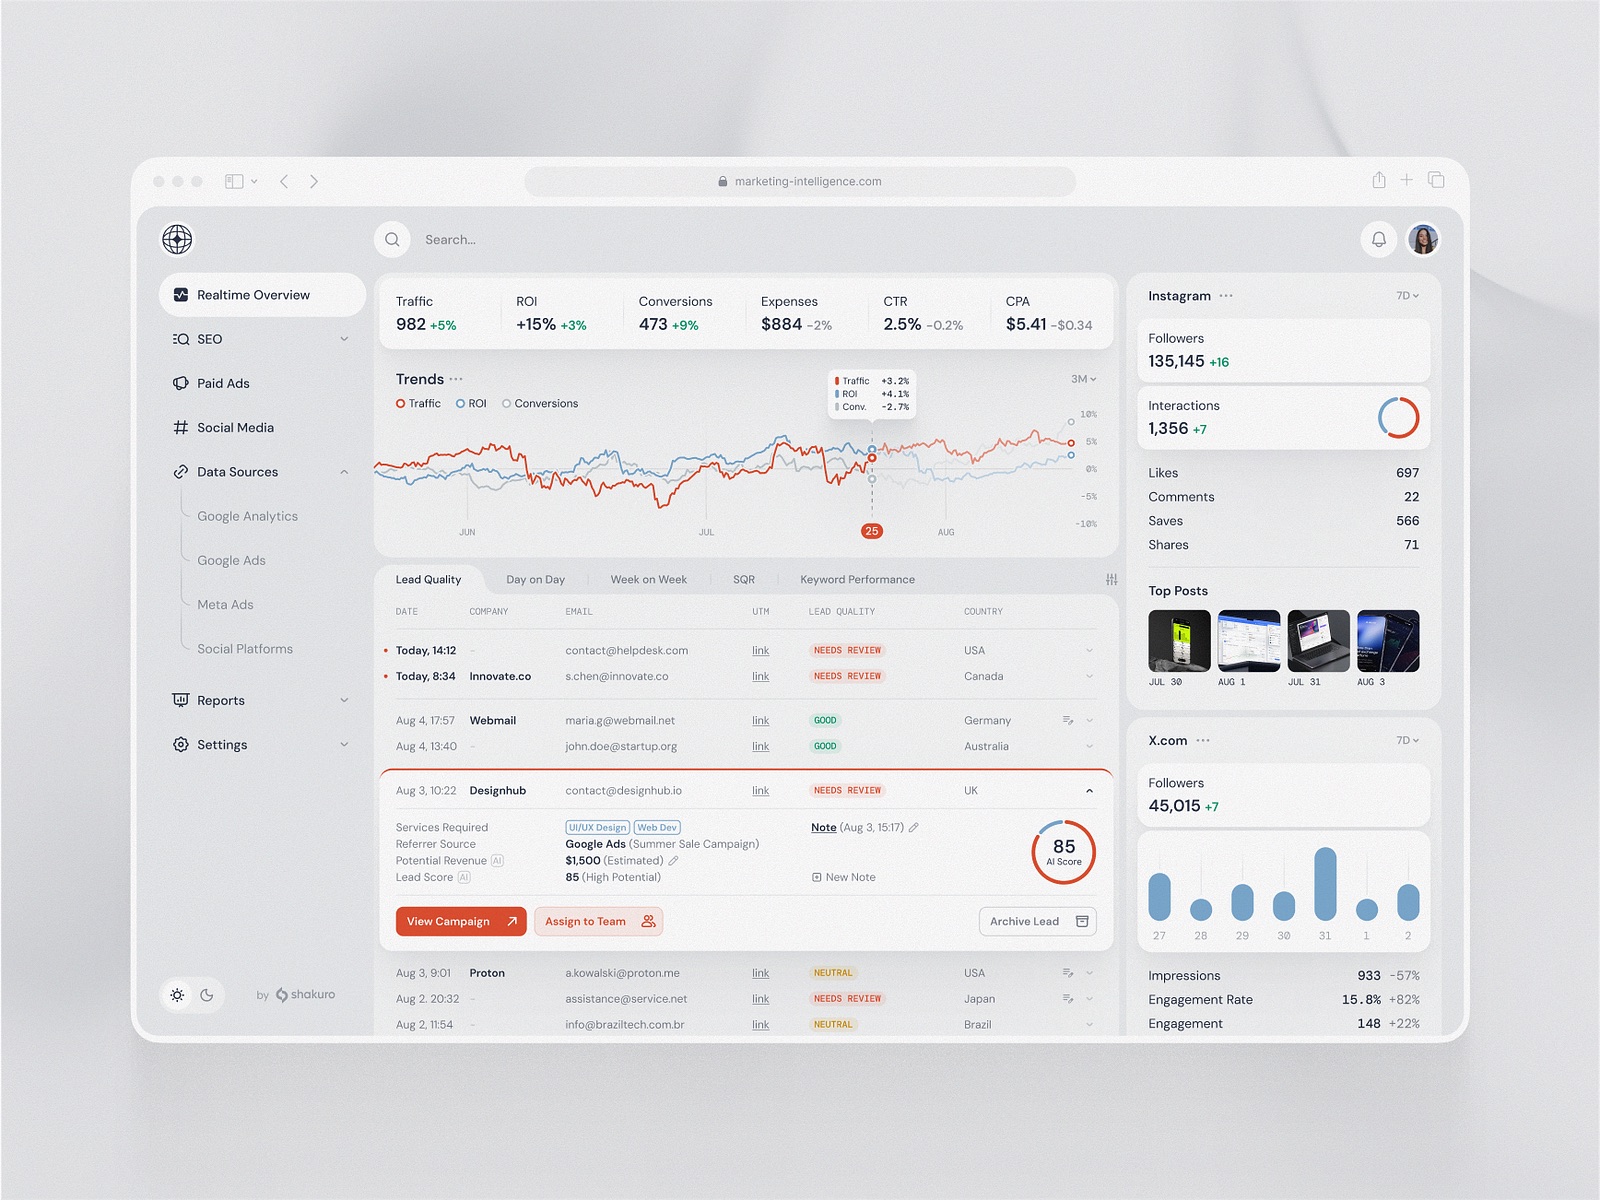 marketing-intelligence.com
Search...
Realtime Overview
SEO
Paid Ads
Social Media
Data Sources
Google Analytics
Google Ads
Meta Ads
Social Platforms
Reports
Settings
by shakuro
Traffic
982 +5%
ROI
+15% +3%
Conversions
473 +9%
Expenses
$884 -2%
CTR
2.5% -0.2%
CPA
$5.41 -$0.34
Trends
3M
Traffic ROI Conversions
Traffic +3.2%
ROI +4.1%
Conv. -2.7%
10%
5%
0%
-5%
-10%
JUN JUL 25 AUG
Lead Quality Day on Day Week on Week SQR Keyword Performance
DATE COMPANY EMAIL UTM LEAD QUALITY COUNTRY
Today, 14:12 - contact@helpdesk.com link NEEDS REVIEW USA
Today, 8:34 Innovate.co s.chen@innovate.co link NEEDS REVIEW Canada
Aug 4, 17:57 Webmail maria.g@webmail.net link GOOD Germany
Aug 4, 13:40 - john.doe@startup.org link GOOD Australia
Aug 3, 10:22 Designhub contact@designhub.io link NEEDS REVIEW UK
Services Required UI/UX Design Web Dev
Referrer Source Google Ads (Summer Sale Campaign)
Potential Revenue AI $1,500 (Estimated)
Lead Score AI 85 (High Potential)
Note (Aug 3, 15:17)
New Note
85
AI Score
View Campaign Assign to Team Archive Lead
Aug 3, 9:01 Proton a.kowalski@proton.me link NEUTRAL USA
Aug 2. 20:32 - assistance@service.net link NEEDS REVIEW Japan
Aug 2, 11:54 - info@braziltech.com.br link NEUTRAL Brazil
Instagram 7D
Followers
135,145 +16
Interactions
1,356 +7
Likes 697
Comments 22
Saves 566
Shares 71
Top Posts
JUL 30 AUG 1 JUL 31 AUG 3
X.com 7D
Followers
45,015 +7
27 28 29 30 31 1 2
Impressions 933 -57%
Engagement Rate 15.8% +82%
Engagement 148 +22%